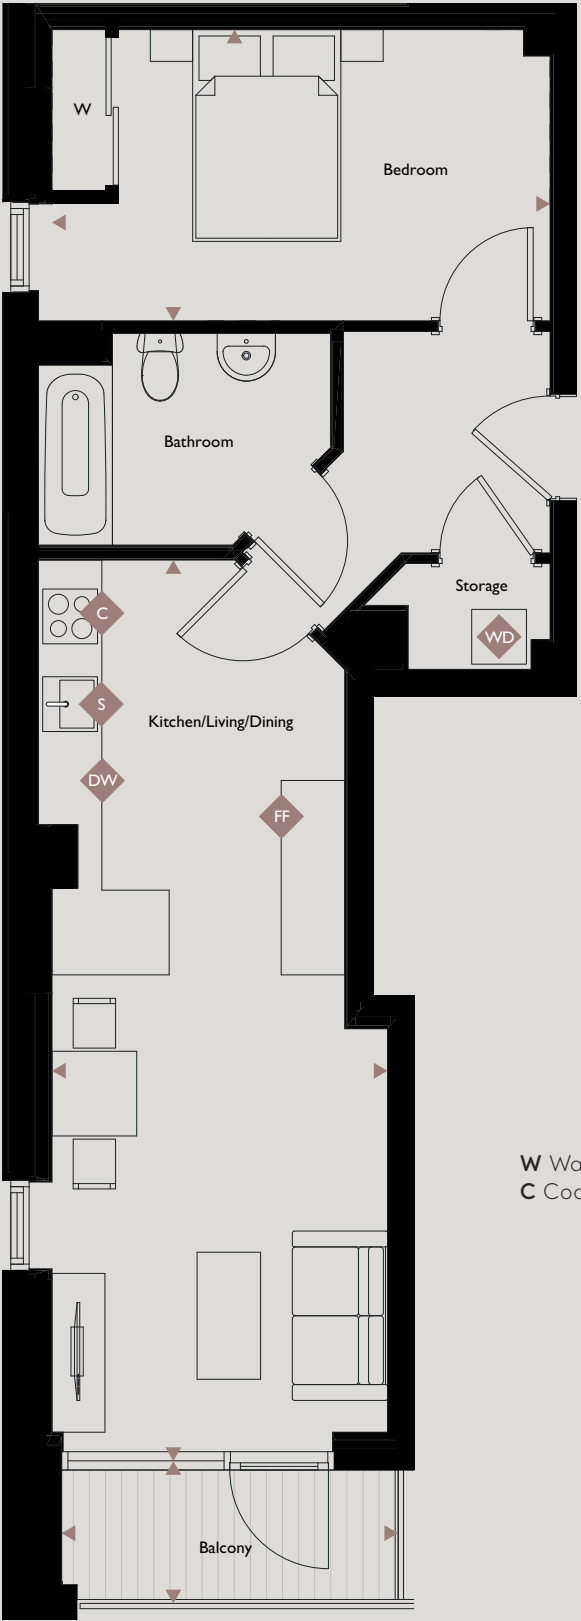 W
Bedroom
Bathroom
Storage
C
WD
S
Kitchen/Living/Dining
DW
FF
W Wa
C Coo
Balcony